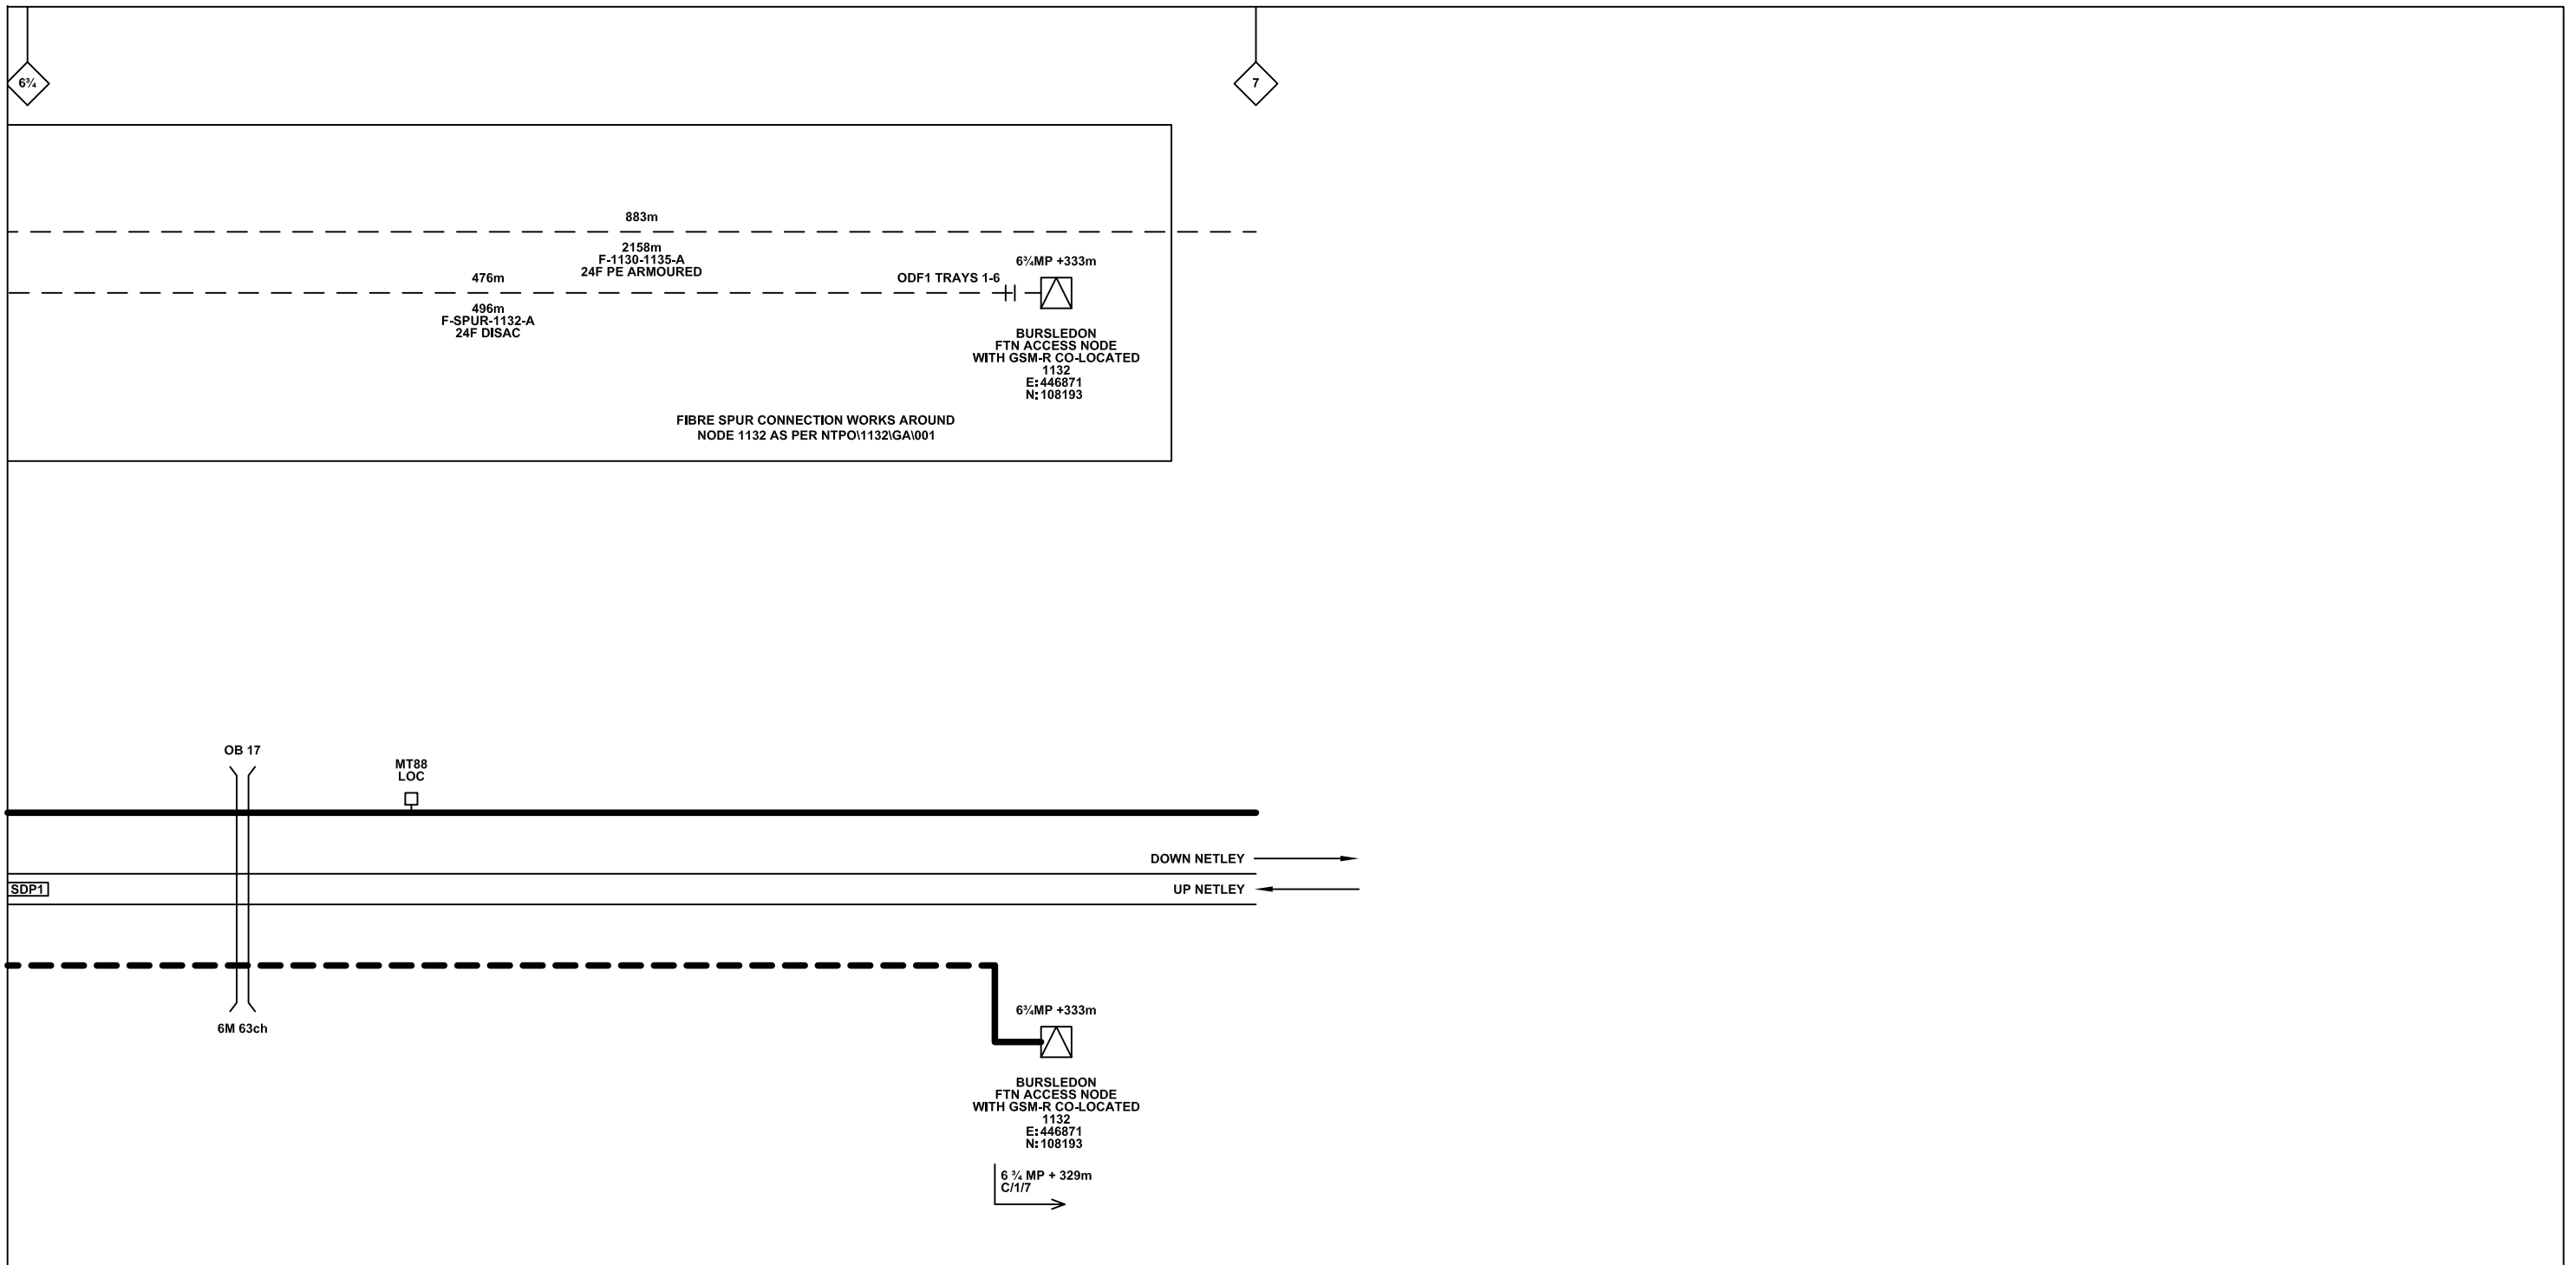 6¾
7
883m
2158m
F-1130-1135-A
24F PE ARMOURED
476m
496m
F-SPUR-1132-A
24F DISAC
ODF1 TRAYS 1-6
6¾MP +333m
BURSLEDON
FTN ACCESS NODE
WITH GSM-R CO-LOCATED
1132
E:446871
N:108193
FIBRE SPUR CONNECTION WORKS AROUND
NODE 1132 AS PER NTPO\1132\GA\001
OB 17
MT88
LOC
DOWN NETLEY
SDP1
UP NETLEY
6M 63ch
6¾MP +333m
BURSLEDON
FTN ACCESS NODE
WITH GSM-R CO-LOCATED
1132
E:446871
N:108193
6 ¾ MP + 329m
C/1/7